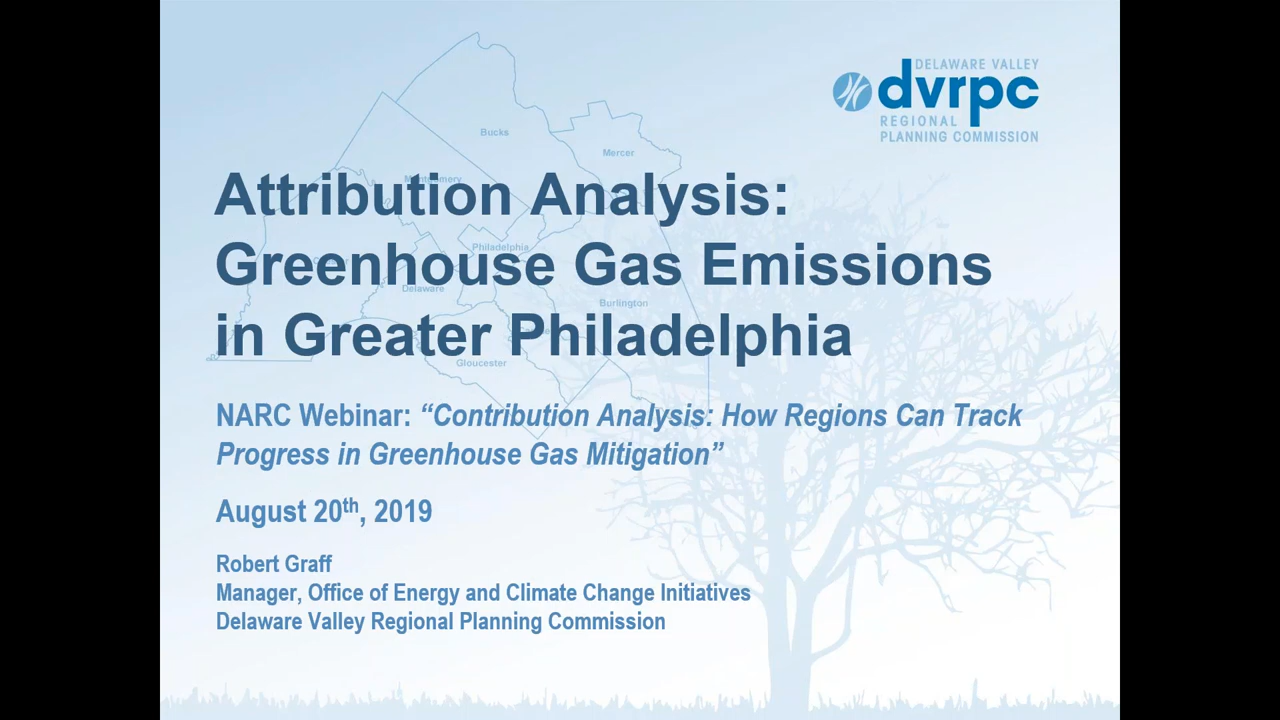 DELAWARE VALLEY
dvrpc
REGIONAL
PLANNING COMMISSION
Bucks
Mercer
Montgomery
Attribution Analysis:
Philadelphia
Greenhouse Gas Emissions
Delaware
Burlington
in Greater Philadelphia
Gloucester
NARC Webinar: “Contribution Analysis: How Regions Can Track
Progress in Greenhouse Gas Mitigation”
August 20th, 2019
Robert Graff
Manager, Office of Energy and Climate Change Initiatives
Delaware Valley Regional Planning Commission